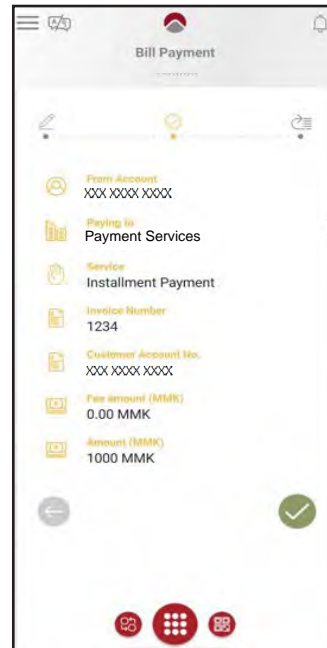 Bill Payment
From Account
XXX XXXX XXXX
Paying to
Payment Services
Service
Installment Payment
Invoice Number
1234
Customer Account No.
XXX XXXX XXXX
Fee amount (MMK)
0.00 MMK
Amount (MMK)
1000 MMK